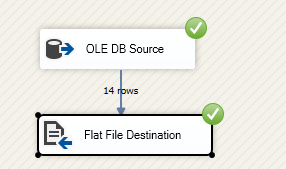 OLE DB Source
14 rows
Flat File Destination